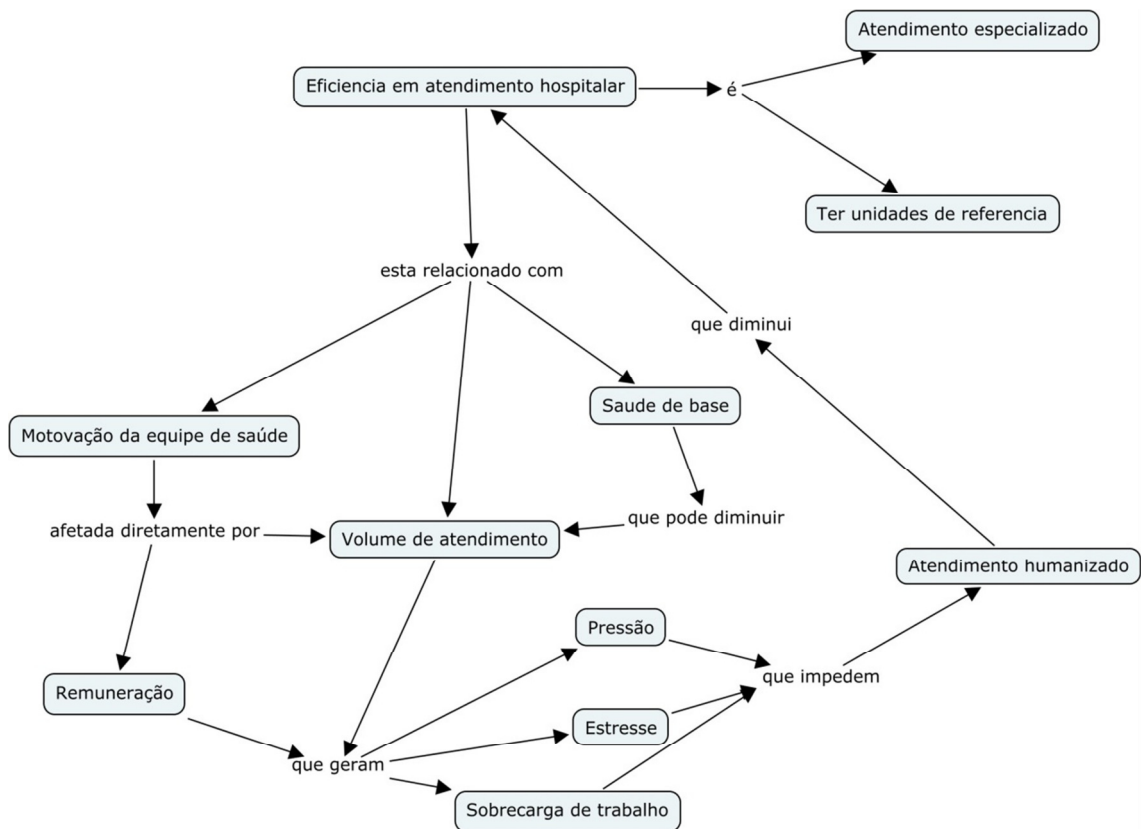 Atendimento especializado
Eficiencia em atendimento hospitalar
é
Ter unidades de referencia
esta relacionado com
que diminui
Saude de base
Motovação da equipe de saúde
que pode diminuir
afetada diretamente por
Volume de atendimento
Atendimento humanizado
Pressão
que impedem
Remuneração
Estresse
que geram
Sobrecarga de trabalho